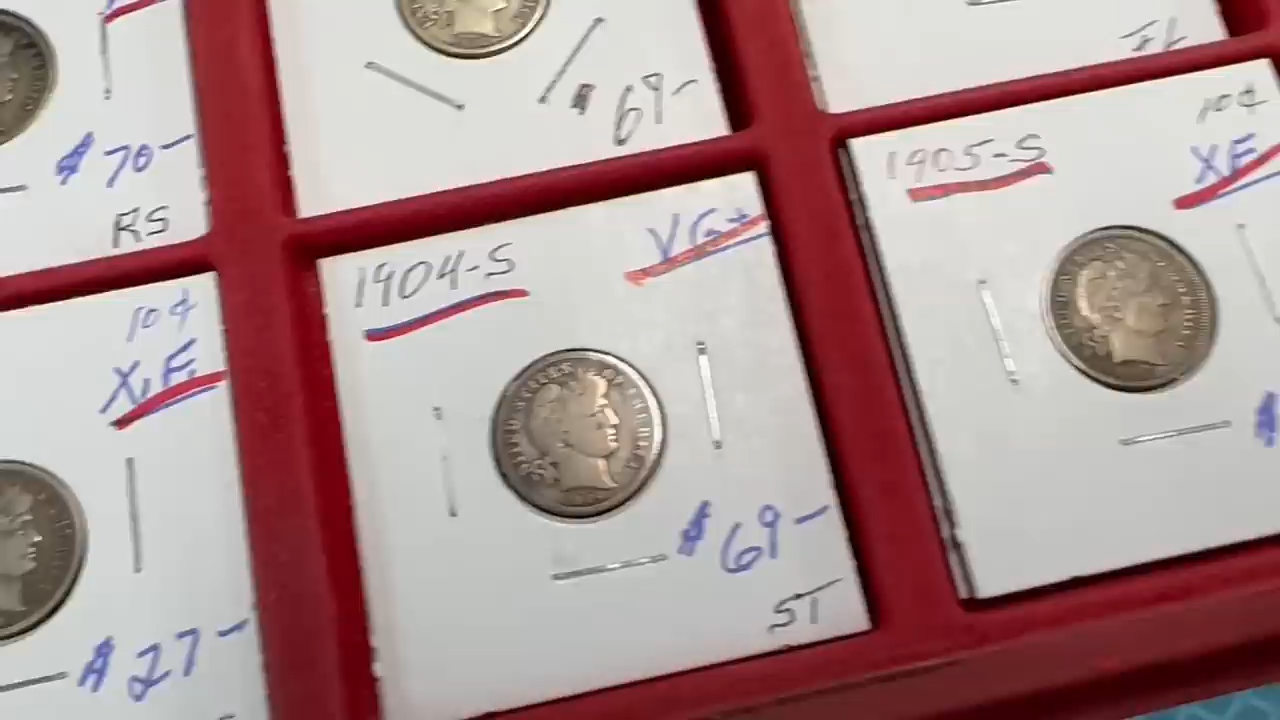 $70-
RS
10¢
X.F.
$27-
$69-
1904-S
VG+
$69-
ST
10¢
1905-S
XF
$